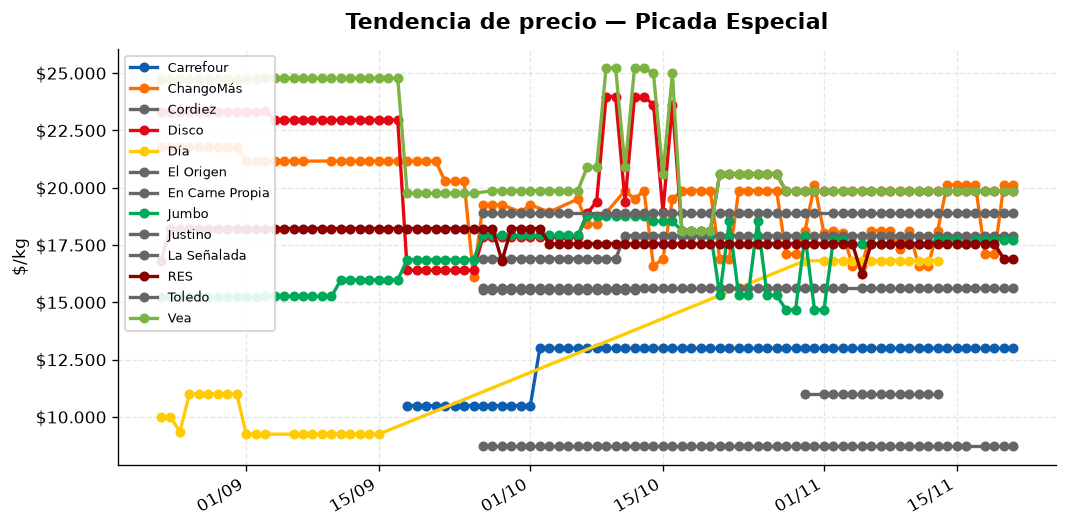 Tendencia de precio — Picada Especial
$/kg
$25.000
$22.500
$20.000
$17.500
$15.000
$12.500
$10.000
Carrefour
ChangoMás
Cordiez
Disco
Día
El Origen
En Carne Propia
Jumbo
Justino
La Señalada
RES
Toledo
Vea
01/09
15/09
01/10
15/10
01/11
15/11